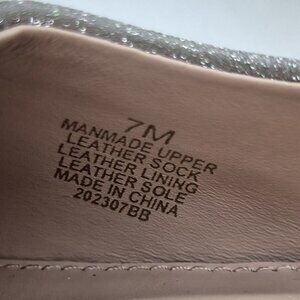 7M
MANMADE UPPER
LEATHER SOCK
LEATHER LINING
LEATHER SOLE
MADE IN CHINA
202307BB